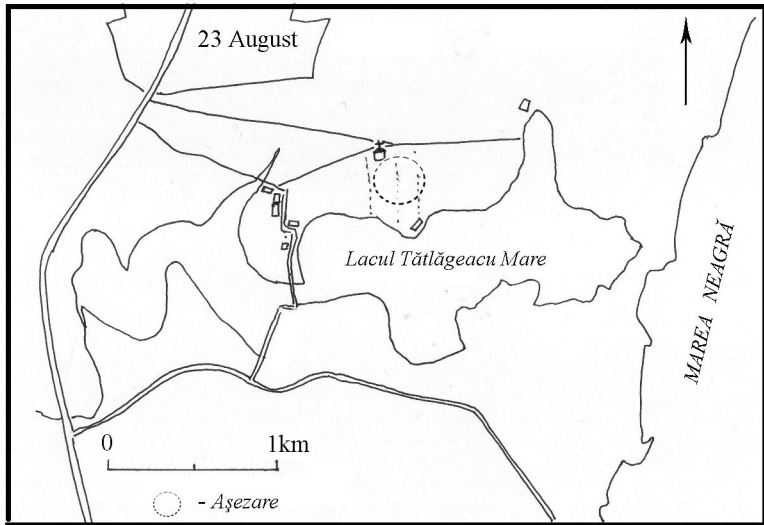 23 August
Lacul Tătlăgeacu Mare
MAREA NEAGRĂ
0 1km
- Aşezare